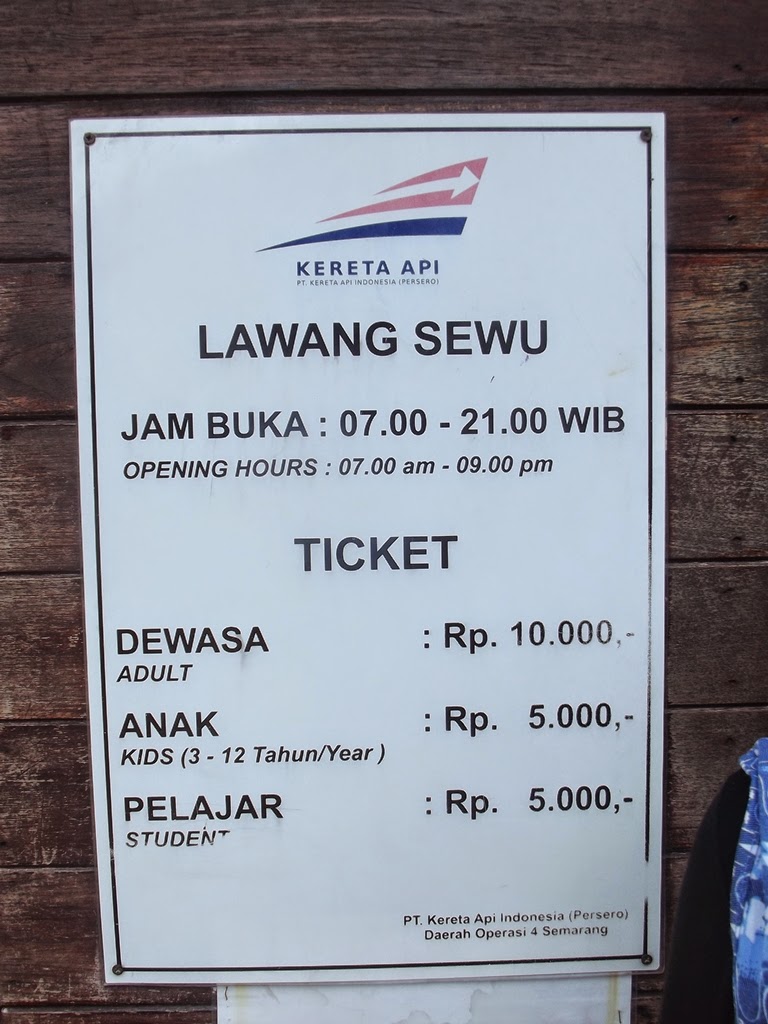 KERETA API
PT. KERETA API INDONESIA (PERSERO)
LAWANG SEWU
JAM BUKA : 07.00 - 21.00 WIB
OPENING HOURS : 07.00 am - 09.00 pm
TICKET
DEWASA : Rp. 10.000,-
ADULT
ANAK : Rp. 5.000,-
KIDS (3 - 12 Tahun/Year )
PELAJAR : Rp. 5.000,-
STUDENT
PT. Kereta Api Indonesia (Persero)
Daerah Operasi 4 Semarang